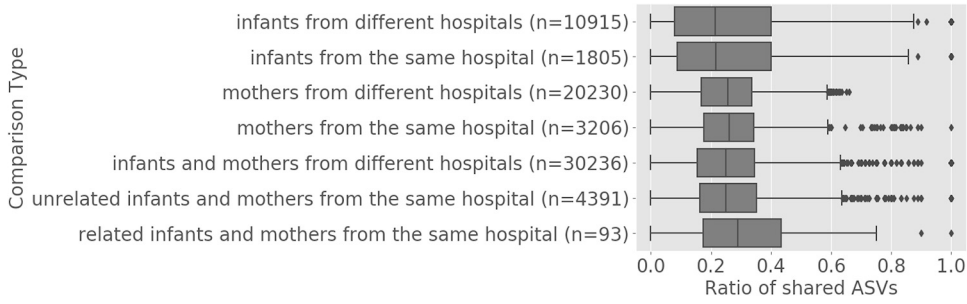 Comparison Type
infants from different hospitals (n=10915)
infants from the same hospital (n=1805)
mothers from different hospitals (n=20230)
mothers from the same hospital (n=3206)
infants and mothers from different hospitals (n=30236)
unrelated infants and mothers from the same hospital (n=4391)
related infants and mothers from the same hospital (n=93)
0.0 0.2 0.4 0.6 0.8 1.0
Ratio of shared ASVs